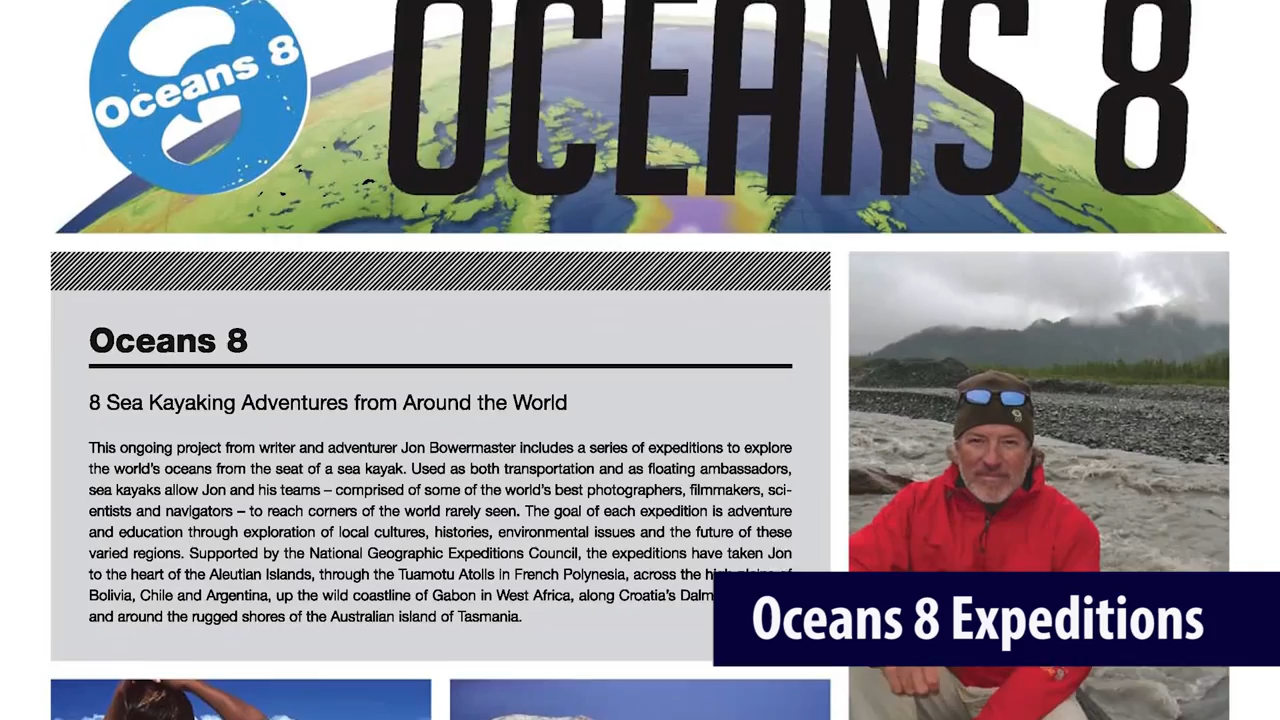 Oceans 8
OCEANS 8
Oceans 8
8 Sea Kayaking Adventures from Around the World
This ongoing project from writer and adventurer Jon Bowermaster includes a series of expeditions to explore
the world's oceans from the seat of a sea kayak. Used as both transportation and as floating ambassadors,
sea kayaks allow Jon and his teams – comprised of some of the world's best photographers, filmmakers, sci-
entists and navigators – to reach corners of the world rarely seen. The goal of each expedition is adventure
and education through exploration of local cultures, histories, environmental issues and the future of these
varied regions. Supported by the National Geographic Expeditions Council, the expeditions have taken Jon
to the heart of the Aleutian Islands, through the Tuamotu Atolls in French Polynesia, across the
Bolivia, Chile and Argentina, up the wild coastline of Gabon in West Africa, along Croatia's
and around the rugged shores of the Australian island of Tasmania.
Oceans 8 Expeditions